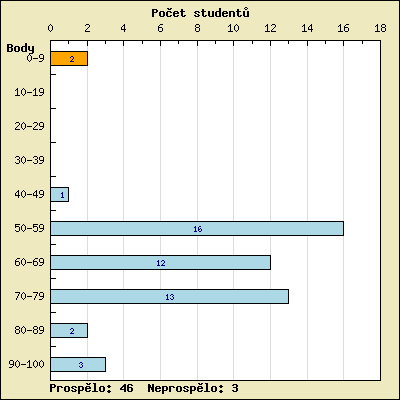 Počet studentů
0 2 4 6 8 10 12 14 16 18
Body
0-9 2
10-19
20-29
30-39
40-49 1
50-59 16
60-69 12
70-79 13
80-89 2
90-100 3
Prospělo: 46 Neprospělo: 3